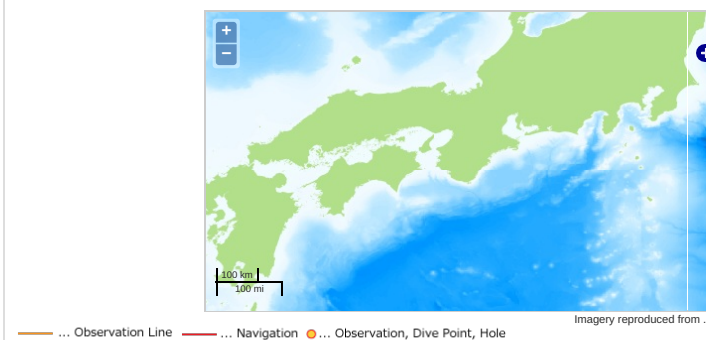 +
−
100 km
100 mi
Imagery reproduced from .
... Observation Line ... Navigation ... Observation, Dive Point, Hole